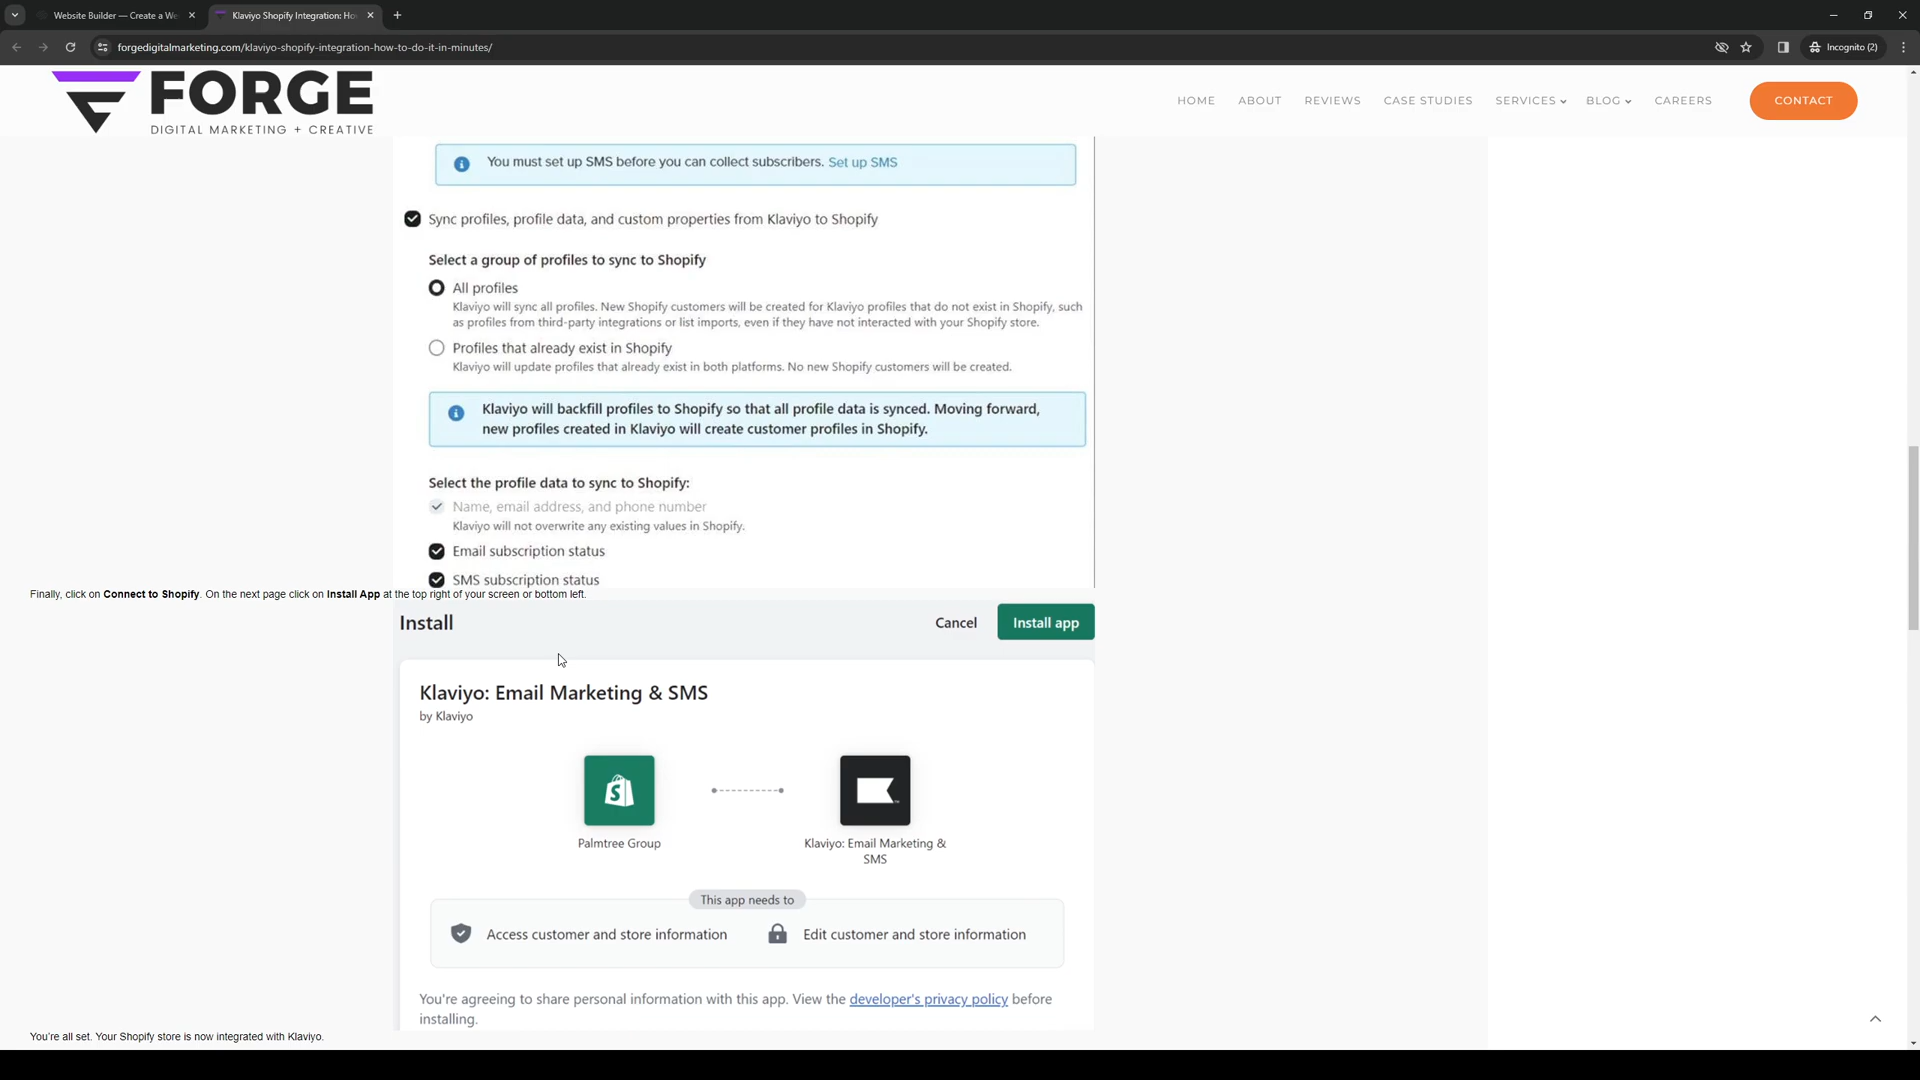 Website Builder — Create a We
Klaviyo Shopify Integration: Ho
forgedigitalmarketing.com/klaviyo-shopify-integration-how-to-do-it-in-minutes/
Incognito (2)
FORGE
DIGITAL MARKETING + CREATIVE
HOME
ABOUT
REVIEWS
CASE STUDIES
SERVICES
BLOG
CAREERS
CONTACT
You must set up SMS before you can collect subscribers. Set up SMS
Sync profiles, profile data, and custom properties from Klaviyo to Shopify
Select a group of profiles to sync to Shopify
All profiles
Klaviyo will sync all profiles. New Shopify customers will be created for Klaviyo profiles that do not exist in Shopify, such
as profiles from third-party integrations or list imports, even if they have not interacted with your Shopify store.
Profiles that already exist in Shopify
Klaviyo will update profiles that already exist in both platforms. No new Shopify customers will be created.
Klaviyo will backfill profiles to Shopify so that all profile data is synced. Moving forward,
new profiles created in Klaviyo will create customer profiles in Shopify.
Select the profile data to sync to Shopify:
Name, email address, and phone number
Klaviyo will not overwrite any existing values in Shopify.
Email subscription status
SMS subscription status
Finally, click on Connect to Shopify. On the next page click on Install App at the top right of your screen or bottom left.
Install
Cancel
Install app
Klaviyo: Email Marketing & SMS
by Klaviyo
Palmtree Group
Klaviyo: Email Marketing &
SMS
This app needs to
Access customer and store information
Edit customer and store information
You're agreeing to share personal information with this app. View the developer's privacy policy before
installing.
You're all set. Your Shopify store is now integrated with Klaviyo.